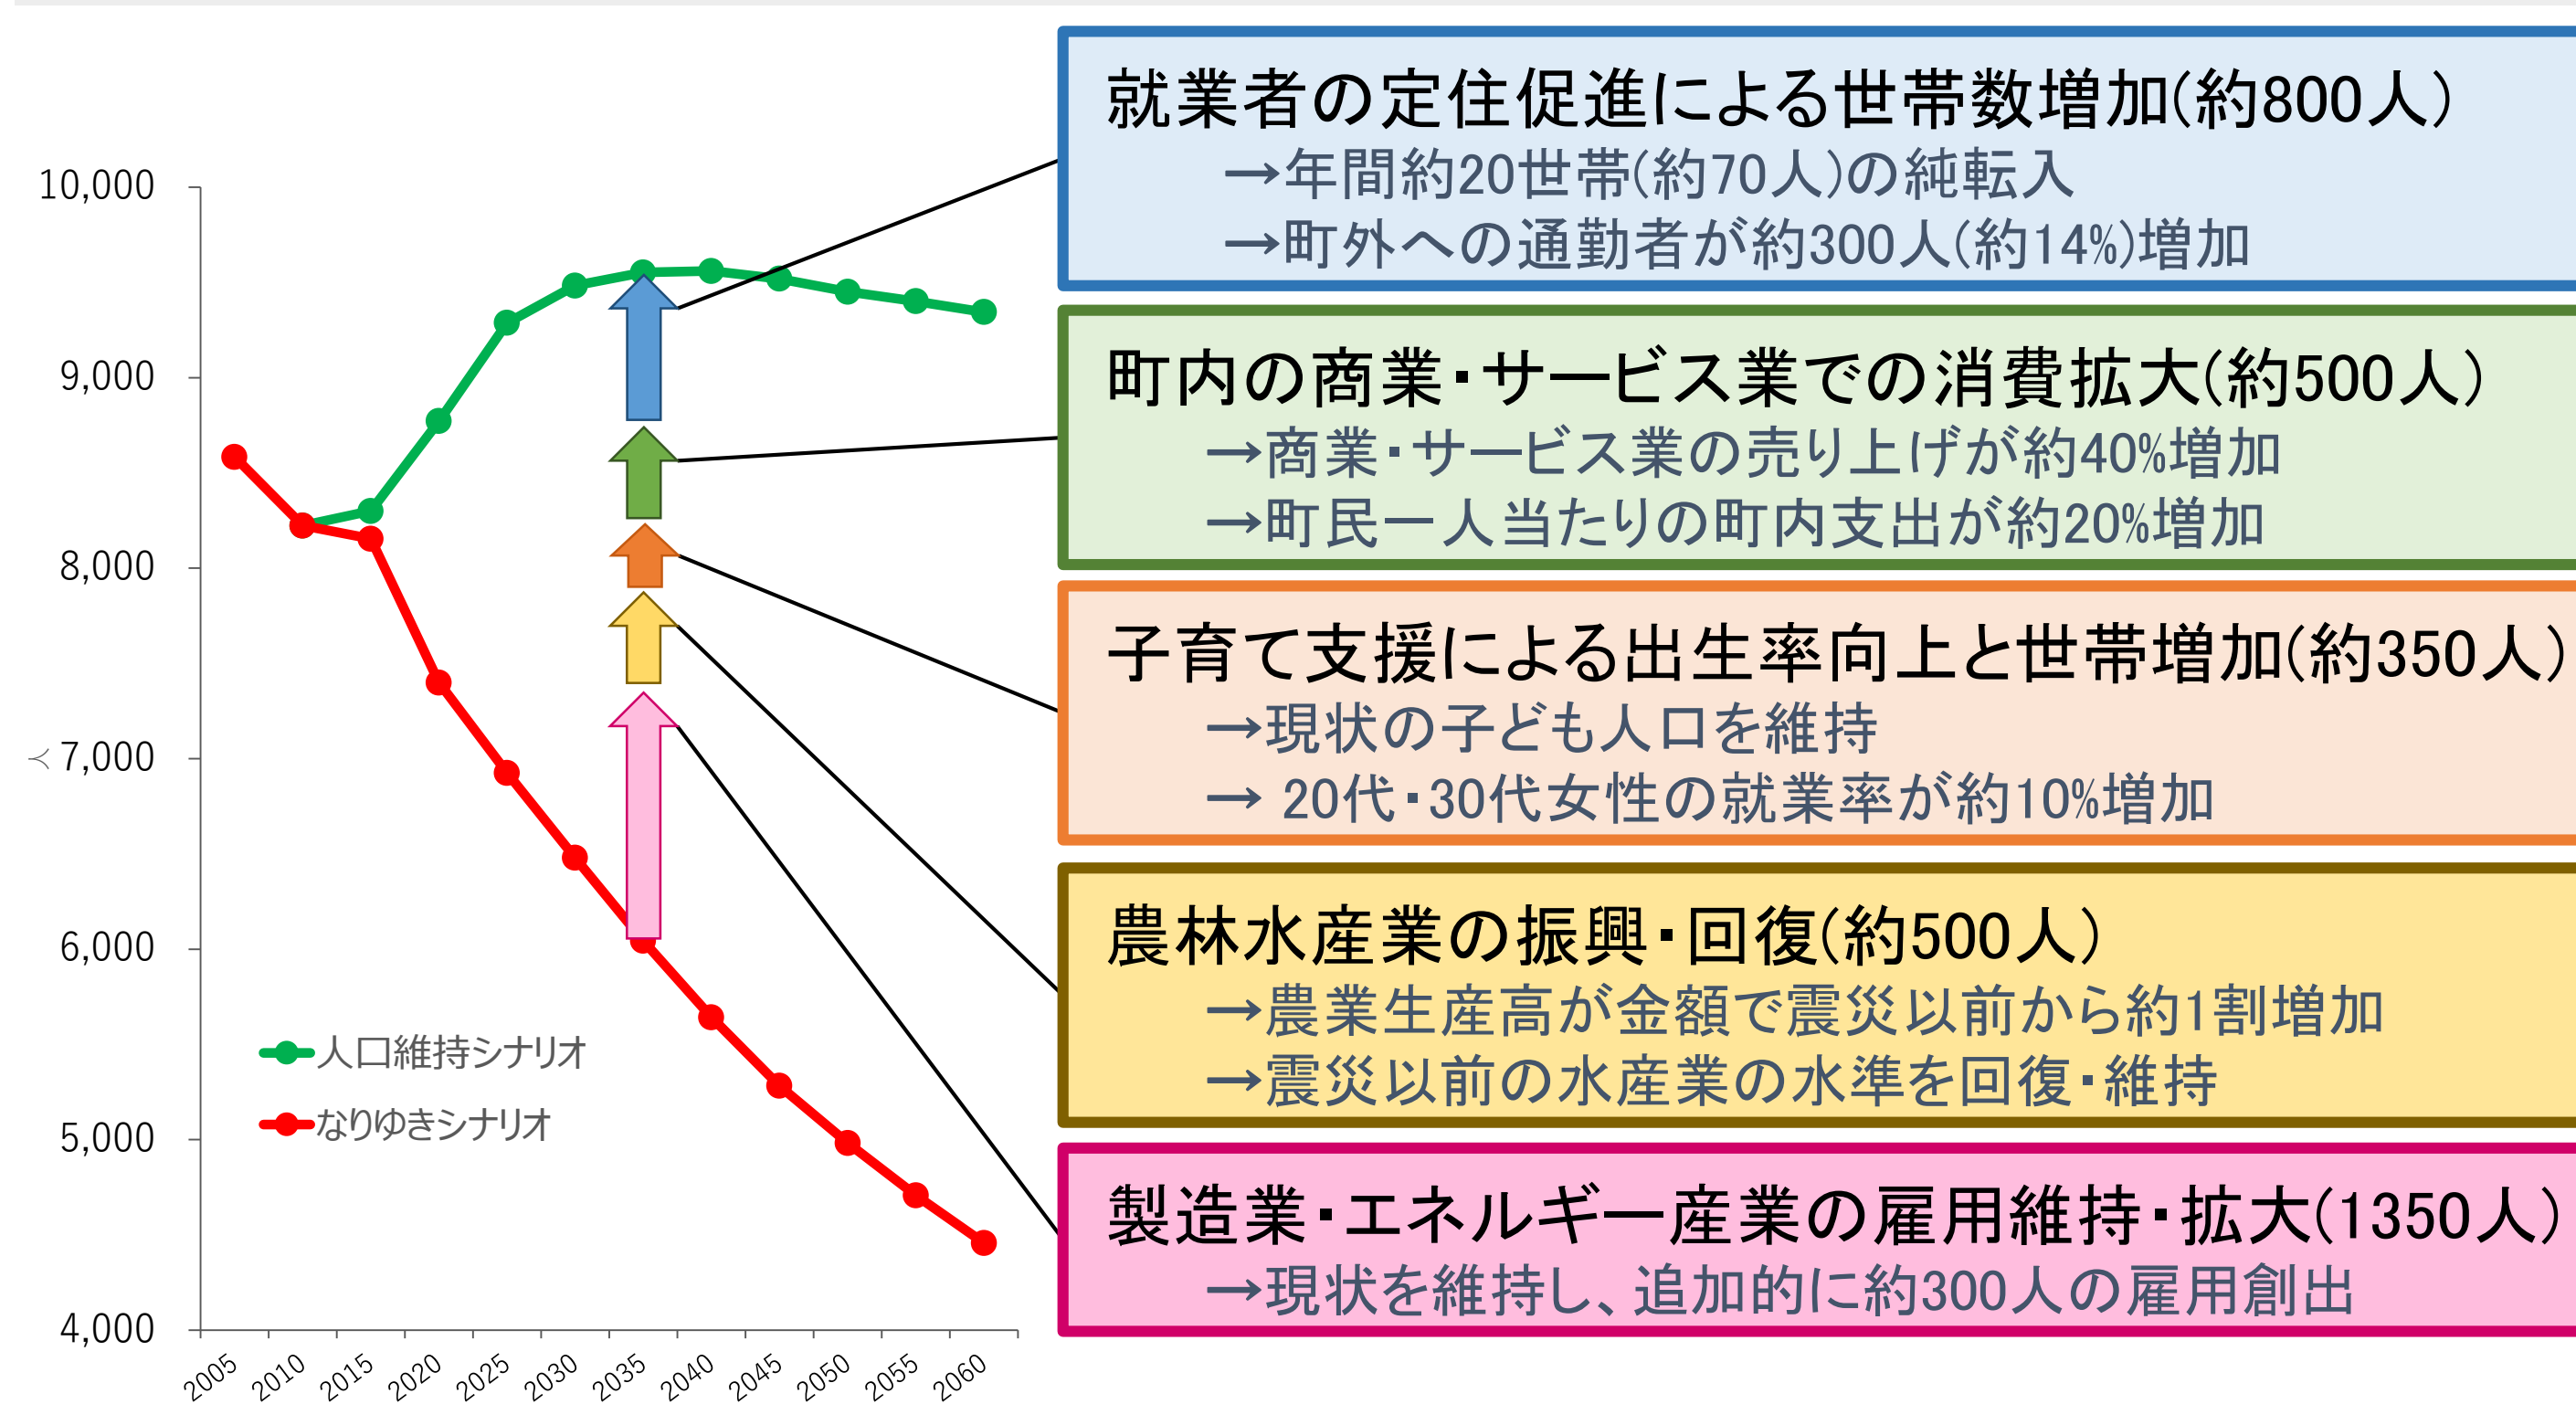 10,000
9,000
8,000
人 7,000
6,000
5,000
4,000
2005 2010 2015 2020 2025 2030 2035 2040 2045 2050 2055 2060
人口維持シナリオ
なりゆきシナリオ
就業者の定住促進による世帯数増加(約800人)
→年間約20世帯(約70人)の純転入
→町外への通勤者が約300人(約14%)増加
町内の商業・サービス業での消費拡大(約500人)
→商業・サービス業の売り上げが約40%増加
→町民一人当たりの町内支出が約20%増加
子育て支援による出生率向上と世帯増加(約350人)
→現状の子ども人口を維持
→ 20代・30代女性の就業率が約10%増加
農林水産業の振興・回復(約500人)
→農業生産高が金額で震災以前から約1割増加
→震災以前の水産業の水準を回復・維持
製造業・エネルギー産業の雇用維持・拡大(1350人)
→現状を維持し、追加的に約300人の雇用創出